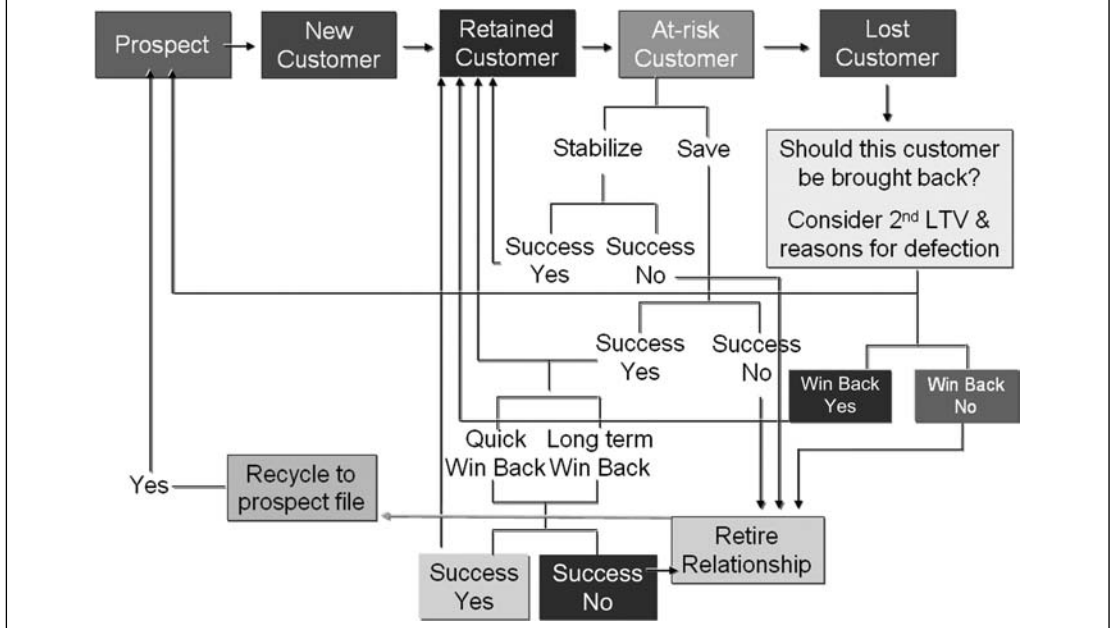 Prospect
New
Customer
Retained
Customer
At-risk
Customer
Lost
Customer
Stabilize
Save
Should this customer
be brought back?
Consider 2nd LTV &
reasons for defection
Success
Yes
Success
No
Success
Yes
Success
No
Win Back
Yes
Win Back
No
Quick
Win Back
Long term
Win Back
Yes
Recycle to
prospect file
Retire
Relationship
Success
Yes
Success
No